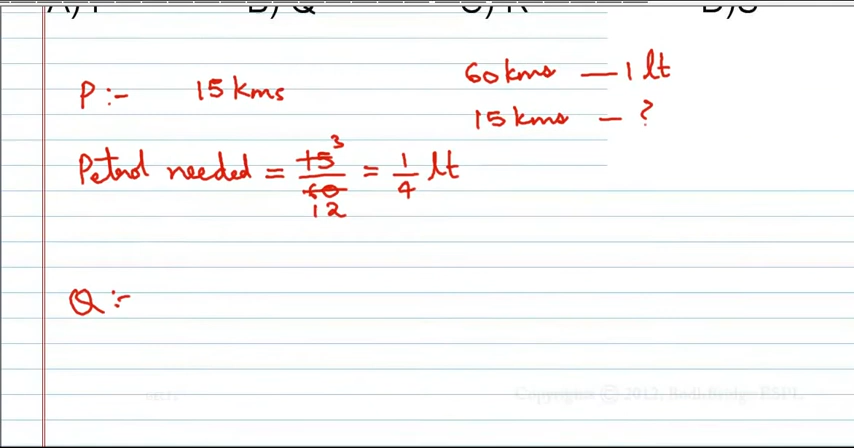 60 kms — 1 lt
P :- 15 kms
15 kms — ?
Petrol needed = 15 3 / 60 12 = 1/4 lt
Q :-